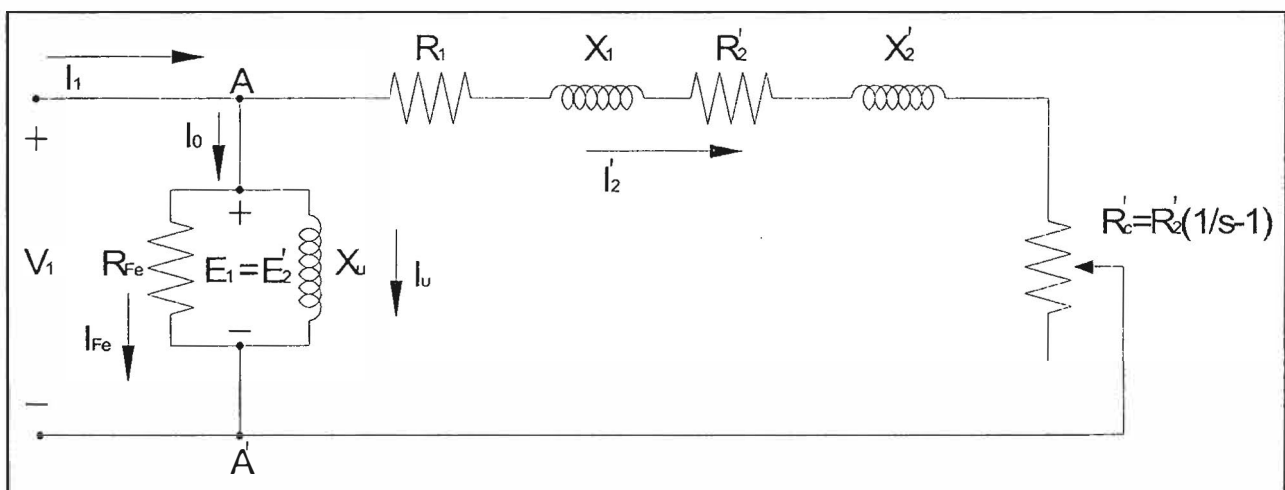 R₁ X₁ R'₂ X'₂
I₁ A
+ I₀ I'₂
R'c=R'₂(1/s-1)
+
V₁ RFe E₁=E'₂ Xu Iu
IFe −
−
A'